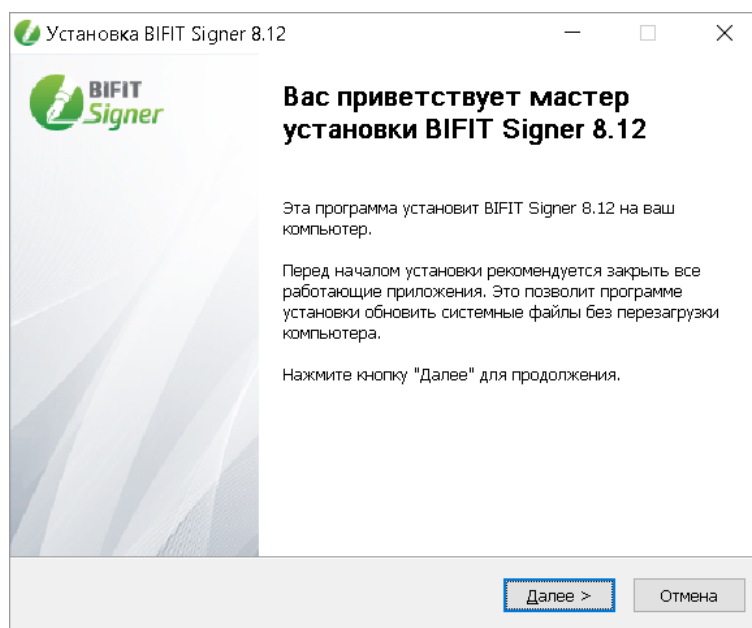 Установка BIFIT Signer 8.12
BIFIT
Signer
Вас приветствует мастер
установки BIFIT Signer 8.12
Эта программа установит BIFIT Signer 8.12 на ваш
компьютер.
Перед началом установки рекомендуется закрыть все
работающие приложения. Это позволит программе
установки обновить системные файлы без перезагрузки
компьютера.
Нажмите кнопку "Далее" для продолжения.
Далее >
Отмена